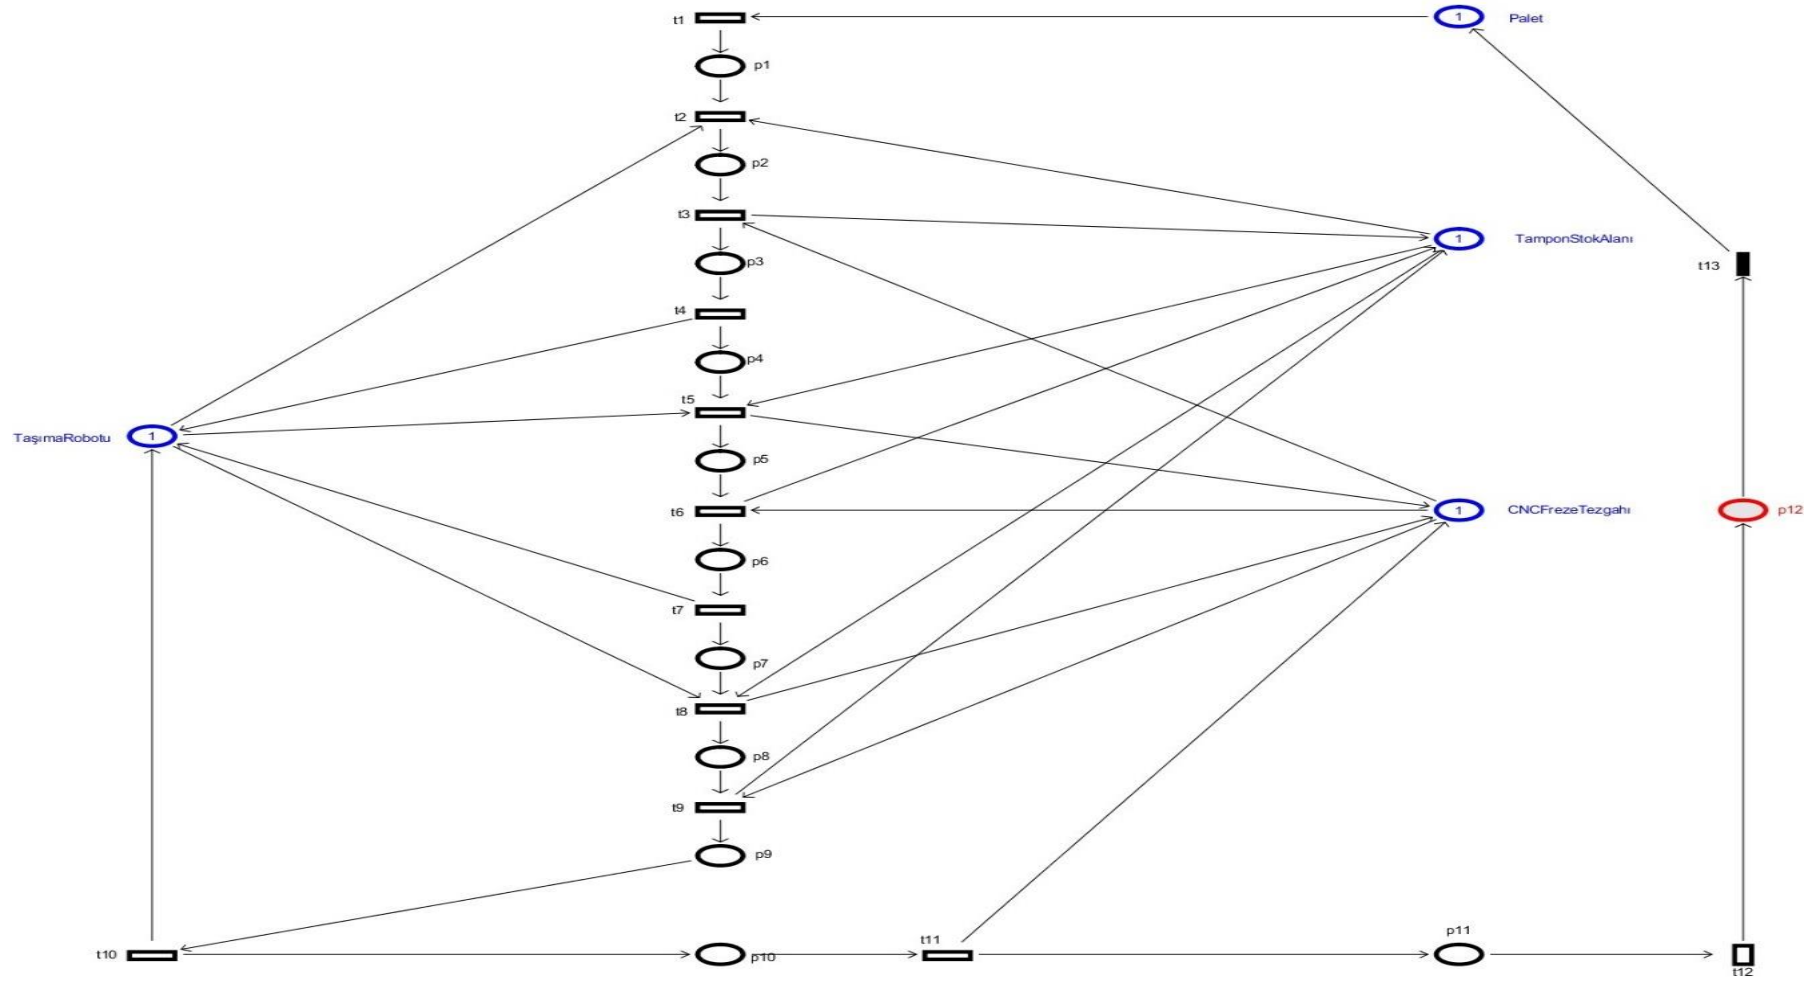 t1
1
Palet
p1
t2
p2
t3
1
TamponStokAlanı
p3
t13
t4
p4
t5
TaşımaRobotu
1
p5
t6
1
CNCFrezeTezgahı
p12
p6
t7
p7
t8
p8
t9
p9
t10
p10
t11
p11
t12